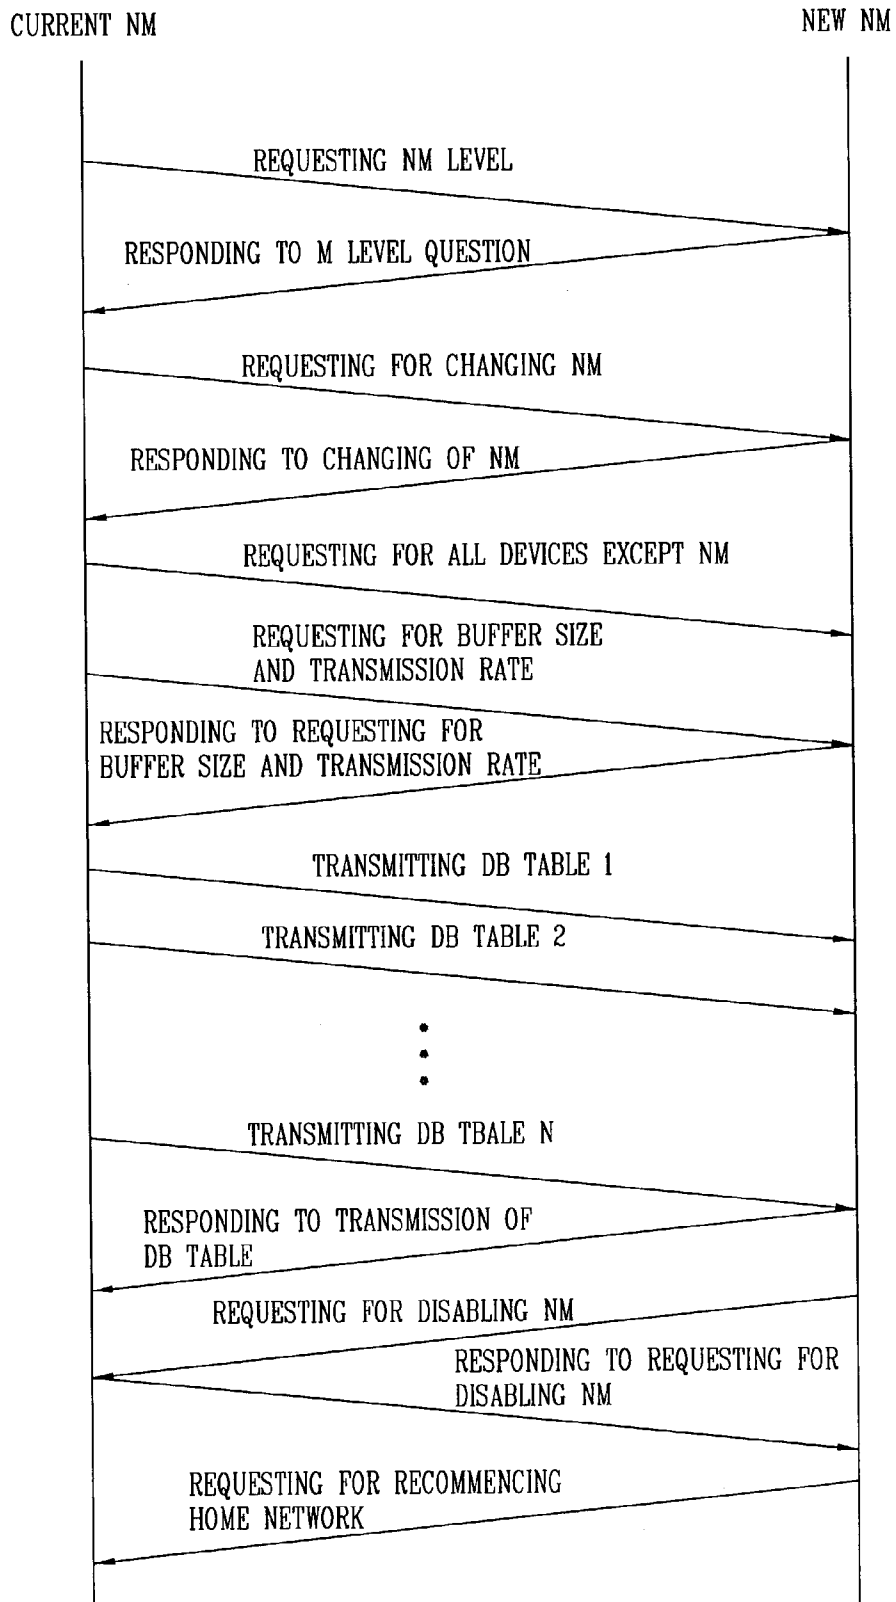 CURRENT NM
NEW NM
REQUESTING NM LEVEL
RESPONDING TO M LEVEL QUESTION
REQUESTING FOR CHANGING NM
RESPONDING TO CHANGING OF NM
REQUESTING FOR ALL DEVICES EXCEPT NM
REQUESTING FOR BUFFER SIZE
AND TRANSMISSION RATE
RESPONDING TO REQUESTING FOR
BUFFER SIZE AND TRANSMISSION RATE
TRANSMITTING DB TABLE 1
TRANSMITTING DB TABLE 2
TRANSMITTING DB TBALE N
RESPONDING TO TRANSMISSION OF
DB TABLE
REQUESTING FOR DISABLING NM
RESPONDING TO REQUESTING FOR
DISABLING NM
REQUESTING FOR RECOMMENCING
HOME NETWORK